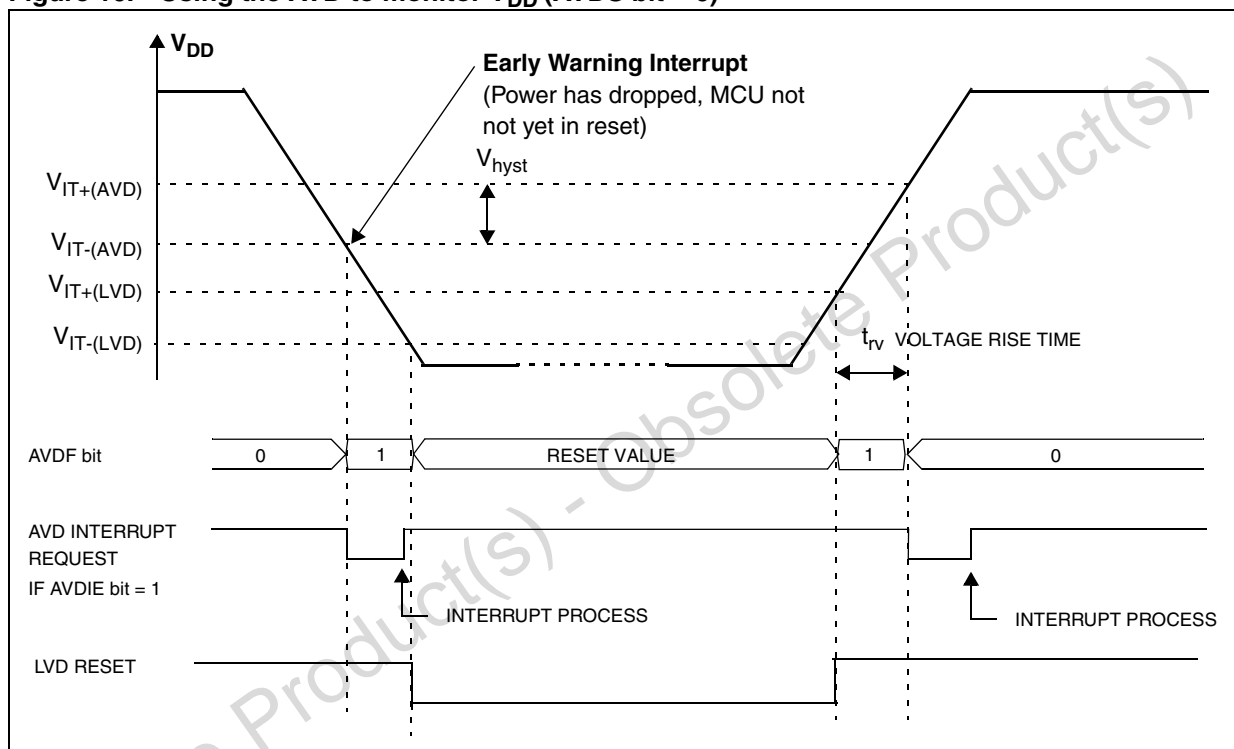 V_DD
Early Warning Interrupt
(Power has dropped, MCU not
not yet in reset)
V_hyst
V_IT+(AVD)
V_IT-(AVD)
V_IT+(LVD)
V_IT-(LVD)
t_rv VOLTAGE RISE TIME
AVDF bit
0
1
RESET VALUE
1
0
AVD INTERRUPT
REQUEST
IF AVDIE bit = 1
INTERRUPT PROCESS
INTERRUPT PROCESS
LVD RESET
Product(s) - Obsolete Product(s)